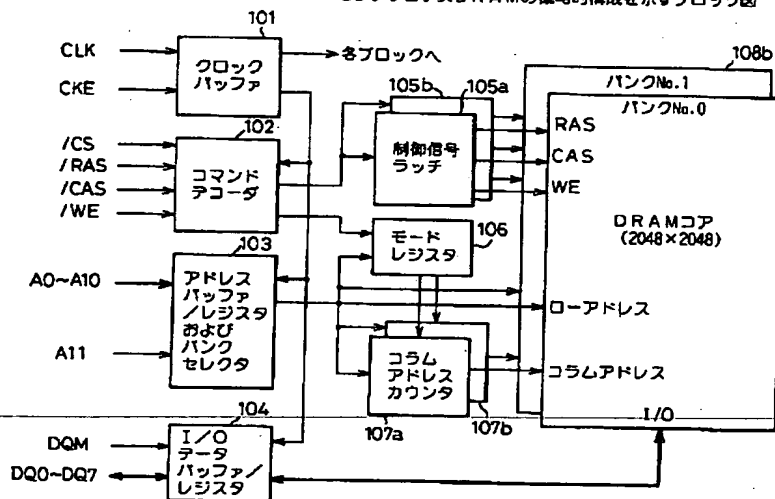 101
CLK
CKE
クロック
バッファ
各ブロックへ
108b
バンクNo.1
バンクNo.0
105b
105a
102
/CS
/RAS
/CAS
/WE
コマンド
デコーダ
制御信号
ラッチ
RAS
CAS
WE
DRAMコア
(2048×2048)
モード
レジスタ
106
103
A0~A10
A11
アドレス
バッファ
/レジスタ
および
バンク
セレクタ
ローアドレス
コラム
アドレス
カウンタ
コラムアドレス
107a
107b
I/O
104
DQM
DQ0~DQ7
I/O
データ
バッファ/
レジスタ